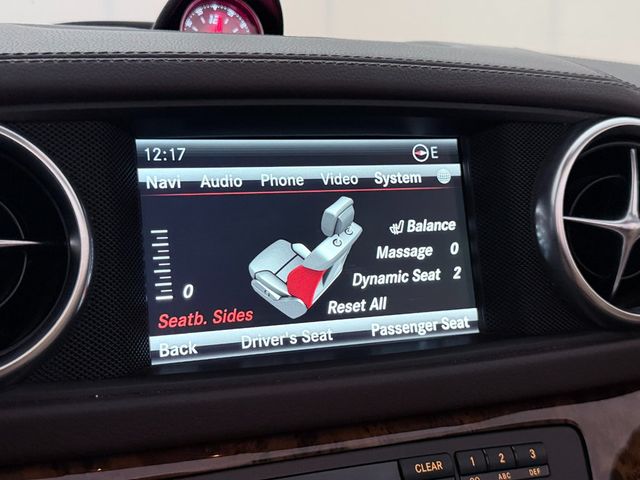 12:17 E
Navi Audio Phone Video System
Balance
Massage 0
Dynamic Seat 2
0
Reset All
Seatb. Sides
Back Driver's Seat Passenger Seat
CLEAR 1 2 3
ABC DEF